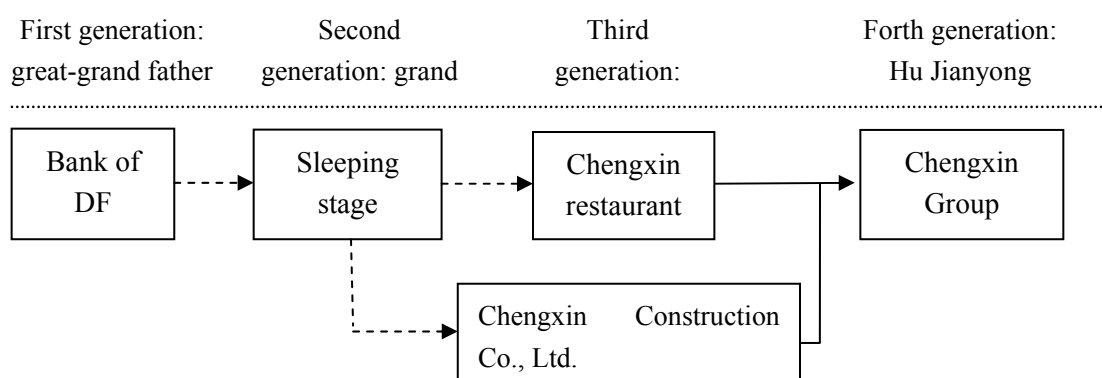 First generation:
great-grand father
Second
generation: grand
Third
generation:
Forth generation:
Hu Jianyong
Bank of
DF
Sleeping
stage
Chengxin
restaurant
Chengxin
Group
Chengxin Construction
Co., Ltd.